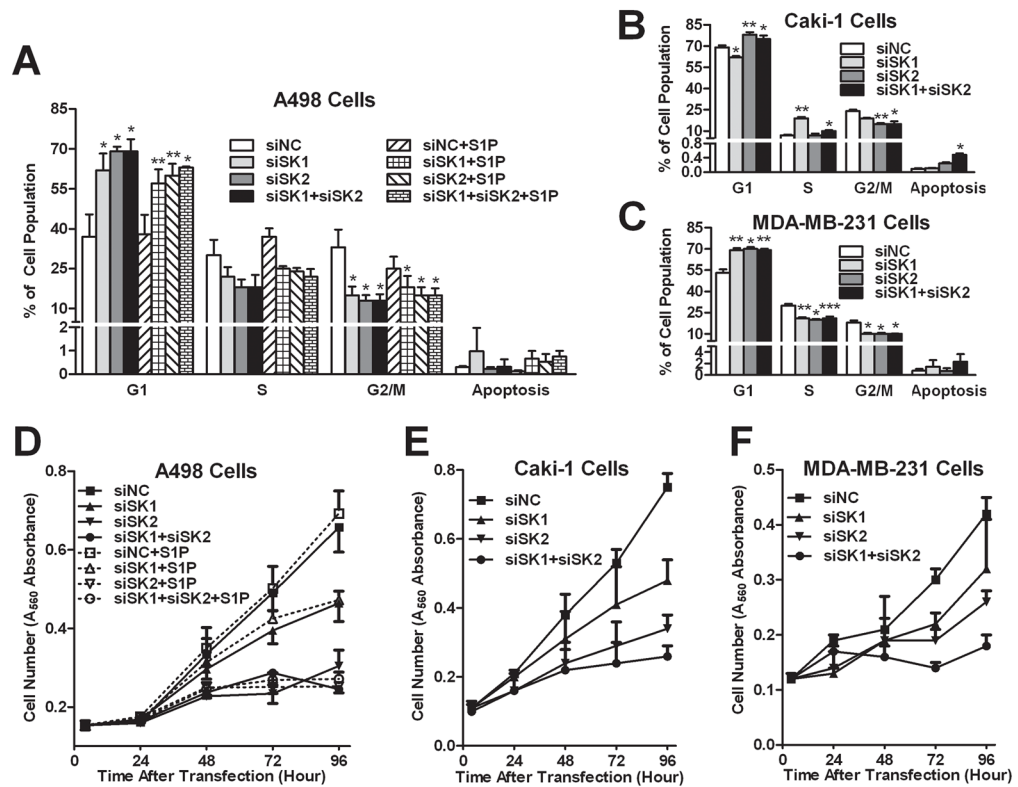 A
A498 Cells
% of Cell Population
85
70
55
40
25
10
2
1
0
siNC
siSK1
siSK2
siSK1+siSK2
siNC+S1P
siSK1+S1P
siSK2+S1P
siSK1+siSK2+S1P
* * * ** ** *
* * * * * * *
G1 S G2/M Apoptosis
B
Caki-1 Cells
% of Cell Population
85
70
55
40
25
10
0.8
0.4
0.0
siNC
siSK1
siSK2
siSK1+siSK2
* ** *
** *
** *
*
G1 S G2/M Apoptosis
C
MDA-MB-231 Cells
% of Cell Population
85
70
55
40
25
10
4
2
0
siNC
siSK1
siSK2
siSK1+siSK2
** * **
** * ***
* * *
G1 S G2/M Apoptosis
D
A498 Cells
Cell Number (A560 Absorbance)
0.8
0.6
0.4
0.2
siNC
siSK1
siSK2
siSK1+siSK2
siNC+S1P
siSK1+S1P
siSK2+S1P
siSK1+siSK2+S1P
0 24 48 72 96
Time After Transfection (Hour)
E
Caki-1 Cells
Cell Number (A560 Absorbance)
0.8
0.6
0.4
0.2
0.0
siNC
siSK1
siSK2
siSK1+siSK2
0 24 48 72 96
Time After Transfection (Hour)
F
MDA-MB-231 Cells
Cell Number (A560 Absorbance)
0.5
0.4
0.3
0.2
0.1
0.0
siNC
siSK1
siSK2
siSK1+siSK2
0 24 48 72 96
Time After Transfection (Hour)